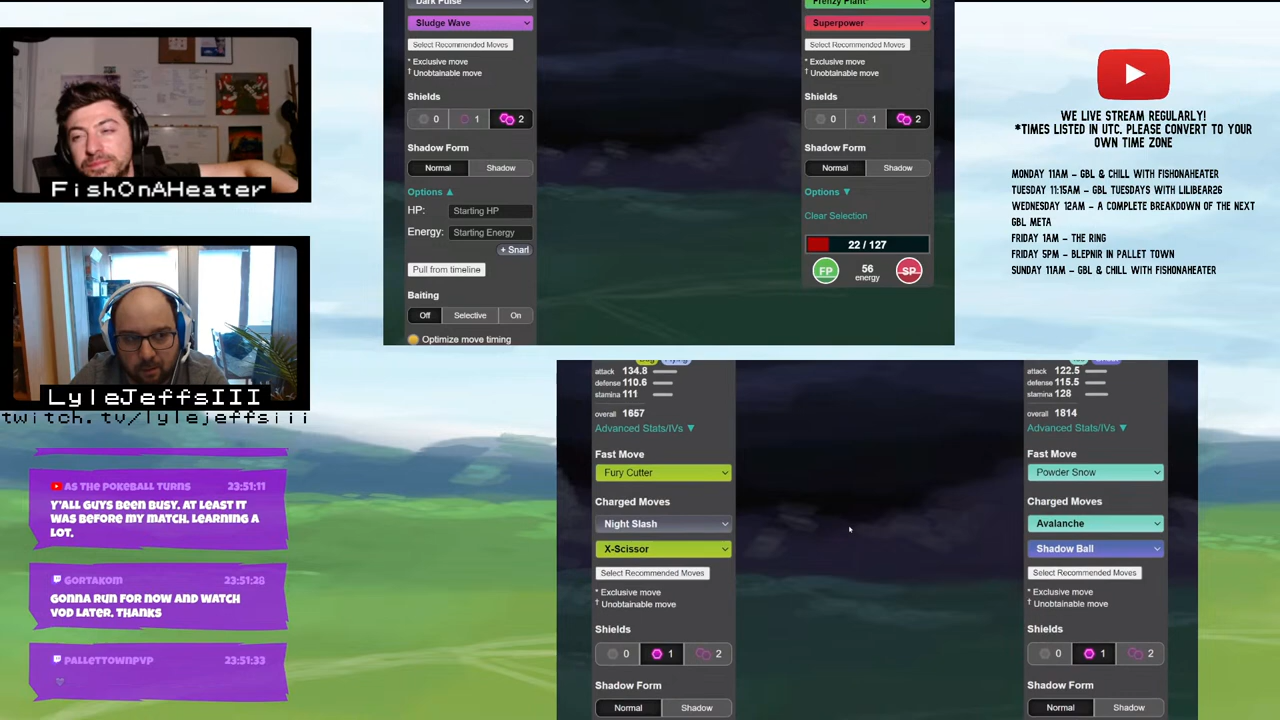 FishOnAHeater
LyleJeffsIII
twitch.tv/lylejeffsiii
AS THE POKEBALL TURNS 23:51:11
Y'ALL GUYS BEEN BUSY. AT LEAST IT
WAS BEFORE MY MATCH. LEARNING A
LOT.
GORTAKOM 23:51:28
GONNA RUN FOR NOW AND WATCH
VOD LATER. THANKS
PALLETTOWNPVP 23:51:33
Dark Pulse
Sludge Wave
Select Recommended Moves
* Exclusive move
† Unobtainable move
Shields
0 1 2
Shadow Form
Normal Shadow
Options ▲
HP: Starting HP
Energy: Starting Energy
+ Snarl
Pull from timeline
Baiting
Off Selective On
Optimize move timing
Frenzy Plant*
Superpower
Select Recommended Moves
* Exclusive move
† Unobtainable move
Shields
0 1 2
Shadow Form
Normal Shadow
Options ▼
Clear Selection
22 / 127
FP 56 SP
energy
WE LIVE STREAM REGULARLY!
*TIMES LISTED IN UTC. PLEASE CONVERT TO YOUR
OWN TIME ZONE
MONDAY 11AM – GBL & CHILL WITH FISHONAHEATER
TUESDAY 11:15AM – GBL TUESDAYS WITH LILIBEAR26
WEDNESDAY 12AM – A COMPLETE BREAKDOWN OF THE NEXT
GBL META
FRIDAY 1AM – THE RING
FRIDAY 5PM – BLEPNIR IN PALLET TOWN
SUNDAY 11AM – GBL & CHILL WITH FISHONAHEATER
attack 134.8
defense 110.6
stamina 111
overall 1657
Advanced Stats/IVs ▼
Fast Move
Fury Cutter
Charged Moves
Night Slash
X-Scissor
Select Recommended Moves
* Exclusive move
† Unobtainable move
Shields
0 1 2
Shadow Form
Normal Shadow
attack 122.5
defense 115.5
stamina 128
overall 1814
Advanced Stats/IVs ▼
Fast Move
Powder Snow
Charged Moves
Avalanche
Shadow Ball
Select Recommended Moves
* Exclusive move
† Unobtainable move
Shields
0 1 2
Shadow Form
Normal Shadow